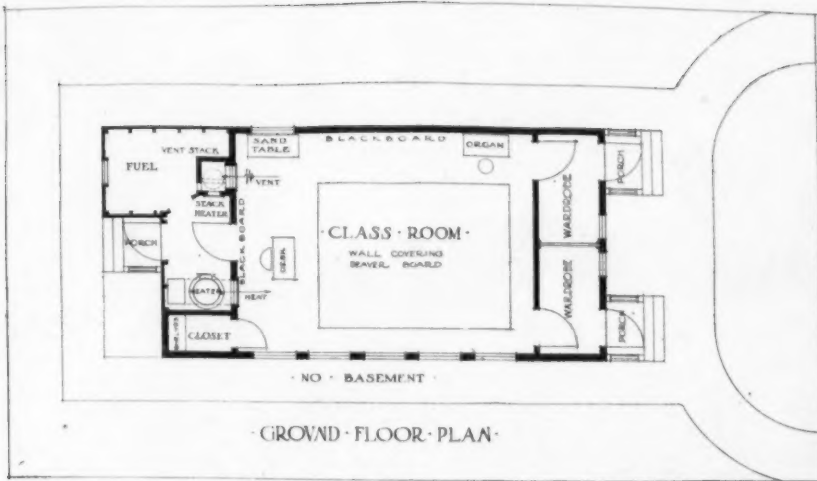 BLACKBOARD
SAND
TABLE
ORGAN
VENT STACK
FUEL
VENT
STACK
HEATER
PORCH
BLACKBOARD
DESK
· CLASS · ROOM ·
WALL COVERING
BEAVER BOARD
WARDROBE
PORCH
HEATER
HEAT
WARDROBE
PORCH
CLOSET
· NO · BASEMENT ·
· GROVND · FLOOR · PLAN ·